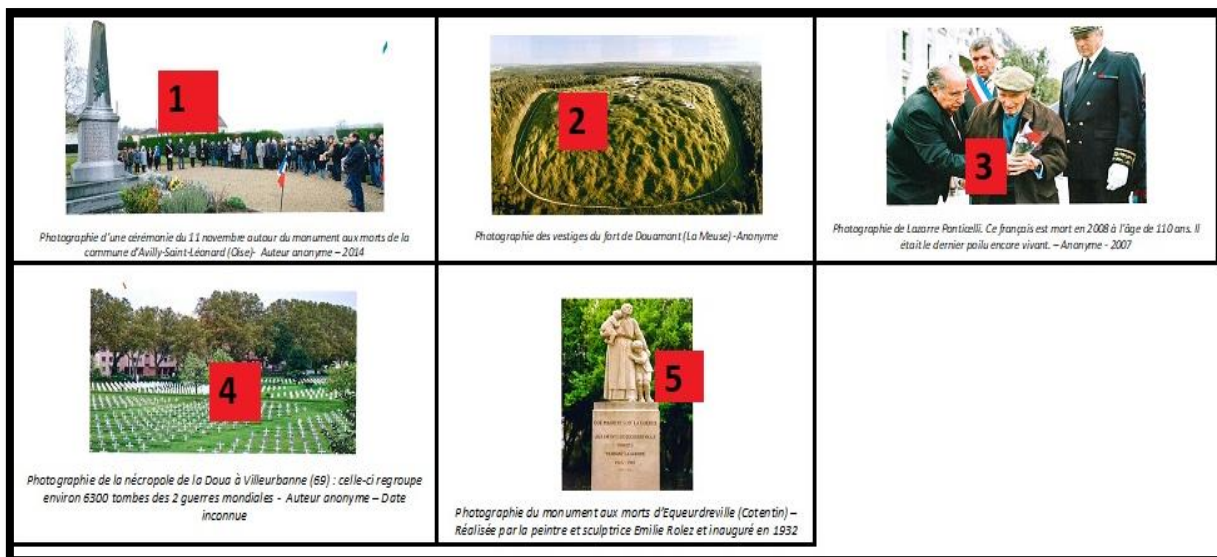 1
Photographie d'une cérémonie du 11 novembre autour du monument aux morts de la
commune d'Avilly-Saint-Léonard (Oise)- Auteur anonyme – 2014
2
Photographie des vestiges du fort de Douamont (La Meuse) -Anonyme
3
Photographie de Lazarre Ponticelli. Ce français est mort en 2008 à l'âge de 110 ans. Il
était le dernier poilu encore vivant. – Anonyme - 2007
4
Photographie de la nécropole de la Doua à Villeurbanne (69) : celle-ci regroupe
environ 6300 tombes des 2 guerres mondiales - Auteur anonyme – Date
inconnue
5
QUE MAUDITE SOIT LA GUERRE
Photographie du monument aux morts d'Equeurdreville (Cotentin) –
Réalisée par la peintre et sculptrice Emilie Rolez et inauguré en 1932